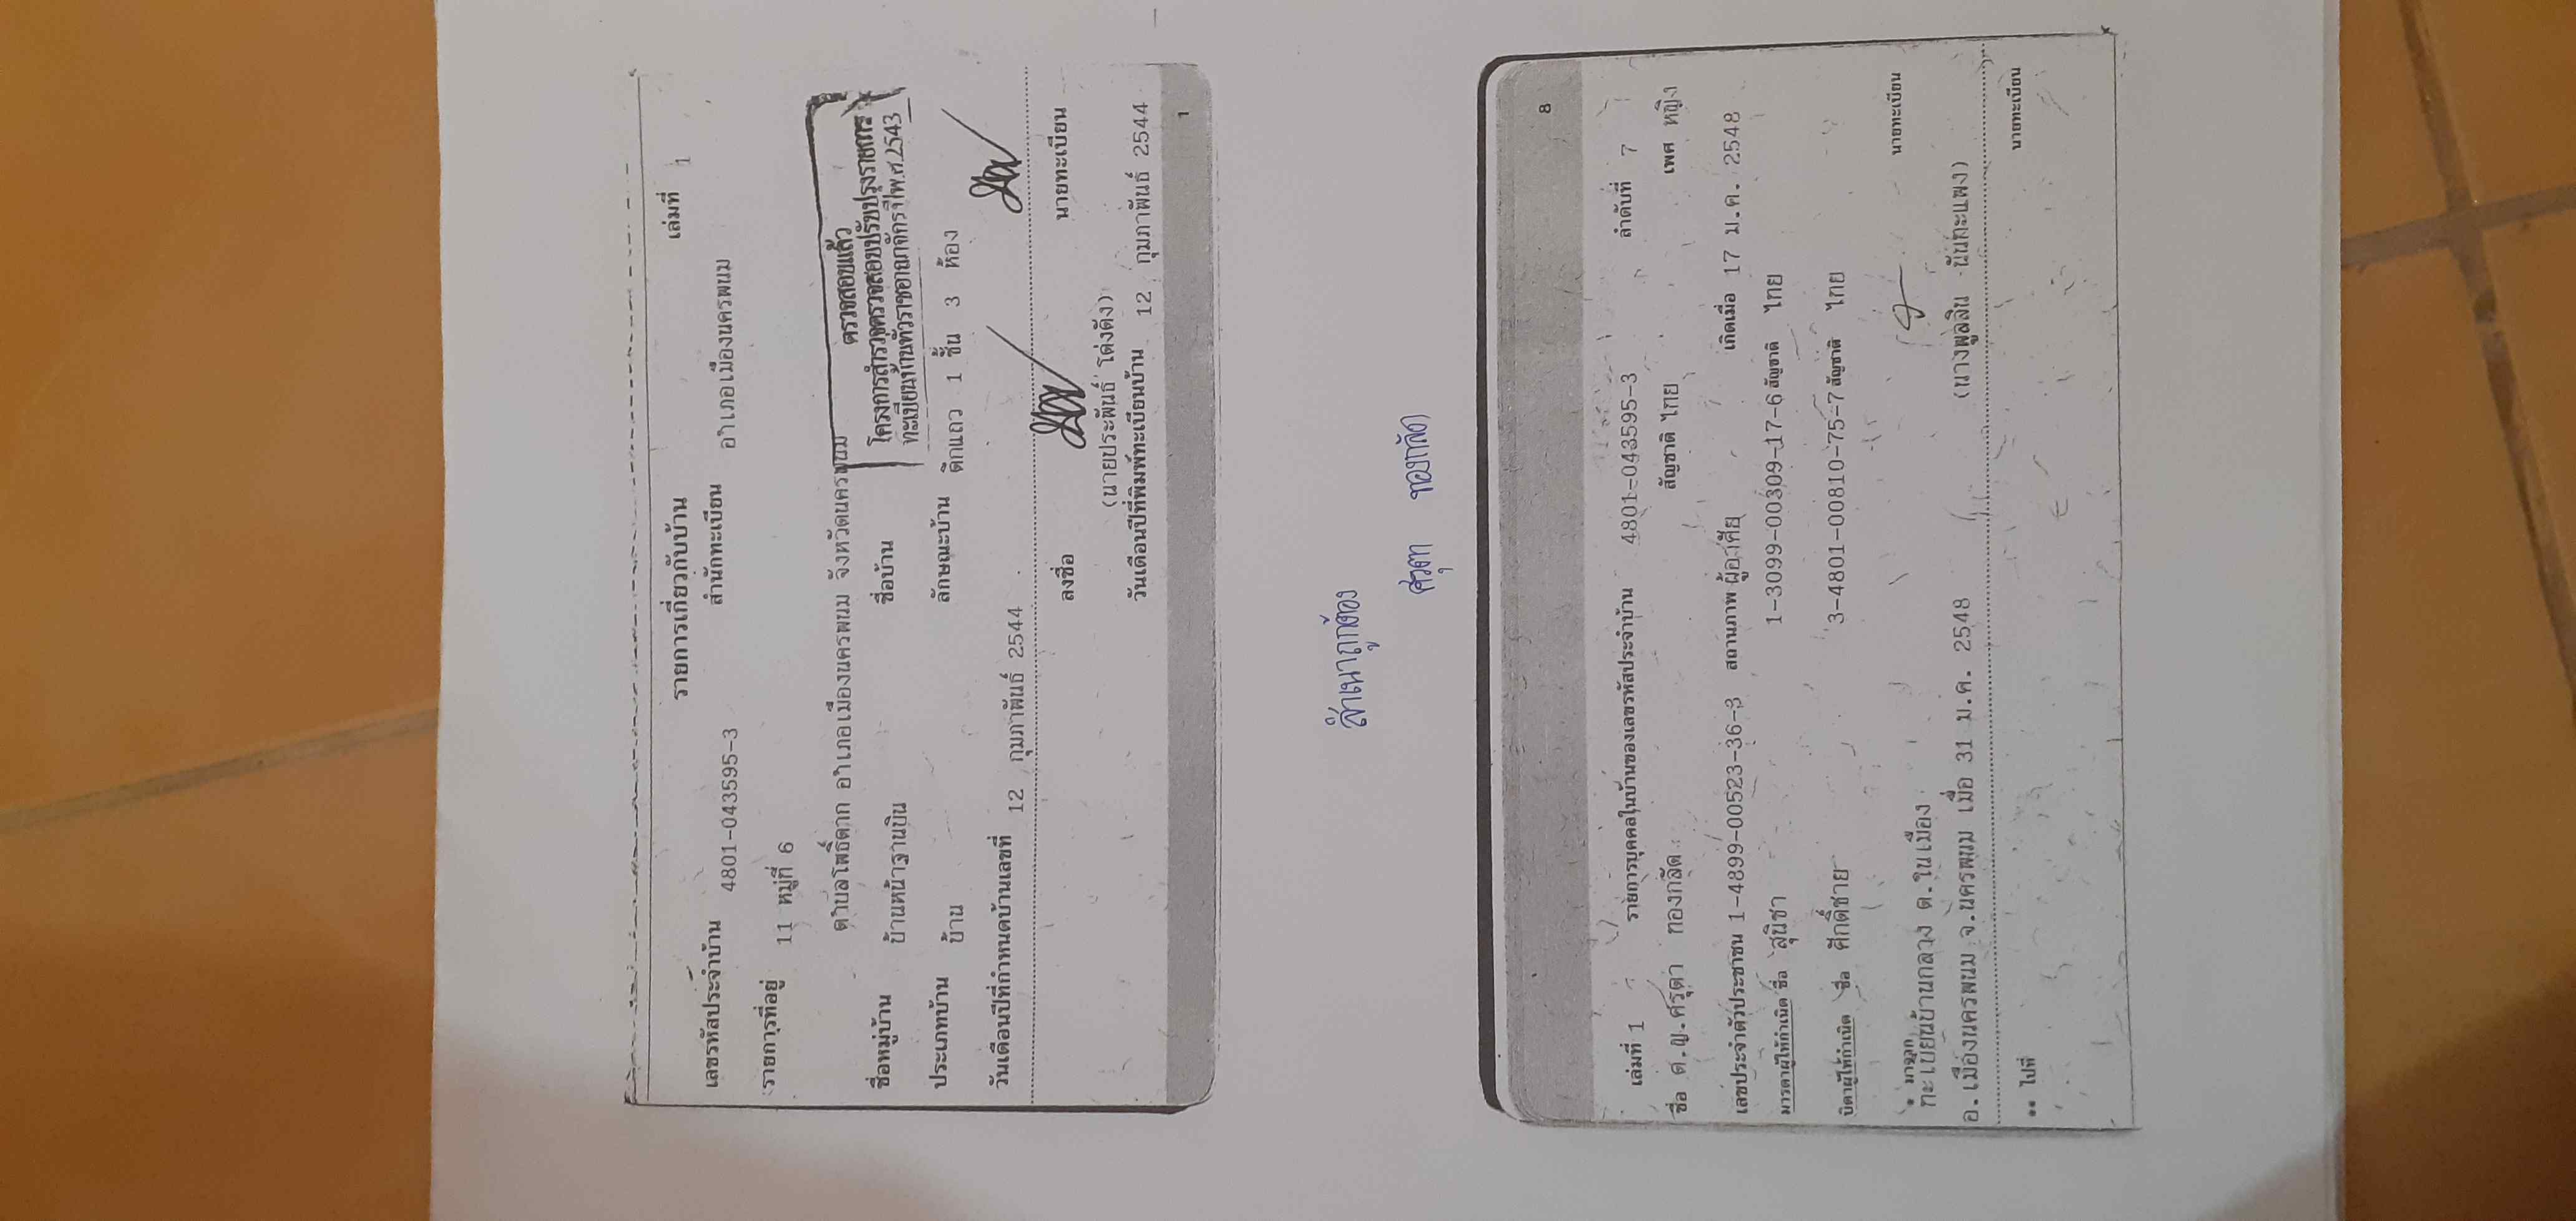 รายการเกี่ยวกับบ้าน เล่มที่ 1
เลขรหัสประจำบ้าน 4801-043595-3 สำนักทะเบียน อำเภอเมืองนครพนม
รายการที่อยู่ 11 หมู่ที่ 6
ตำบลโพธิ์ตาก อำเภอเมืองนครพนม จังหวัดนครพนม
ตรวจสอบแล้ว
โครงการสำรวจตรวจสอบปรับปรุงรายการ
ทะเบียนบ้านทั่วราชอาณาจักรปีพ.ศ.2543
ชื่อหมู่บ้าน บ้านหน้าฐานบิน ชื่อบ้าน
ประเภทบ้าน บ้าน ลักษณะบ้าน ตึกแถว 1 ชั้น 3 ห้อง
วันเดือนปีที่กำหนดบ้านเลขที่ 12 กุมภาพันธ์ 2544
ลงชื่อ นายทะเบียน
(นายประพันธ์ โต่งดัง)
วันเดือนปีที่พิมพ์ทะเบียนบ้าน 12 กุมภาพันธ์ 2544
1
สำเนาถูกต้อง
ศรุตา ทองกลัด
8
เล่มที่ 1 รายการบุคคลในบ้านของเลขรหัสประจำบ้าน 4801-043595-3 ลำดับที่ 7
ชื่อ ด.ญ.ศรุตา ทองกลัด สัญชาติ ไทย เพศ หญิง
เลขประจำตัวประชาชน 1-4899-00523-36-3 สถานภาพ ผู้อาศัย เกิดเมื่อ 17 ม.ค. 2548
มารดาผู้ให้กำเนิด ชื่อ สุนิชา 1-3099-00309-17-6 สัญชาติ ไทย
บิดาผู้ให้กำเนิด ชื่อ ศักดิ์ชาย 3-4801-00810-75-7 สัญชาติ ไทย
* มาจาก
ทะเบียนบ้านกลาง ต.ในเมือง นายทะเบียน
อ.เมืองนครพนม จ.นครพนม เมื่อ 31 ม.ค. 2548 (นางพูลสิน นันทะแพง)
** ไปที่ นายทะเบียน